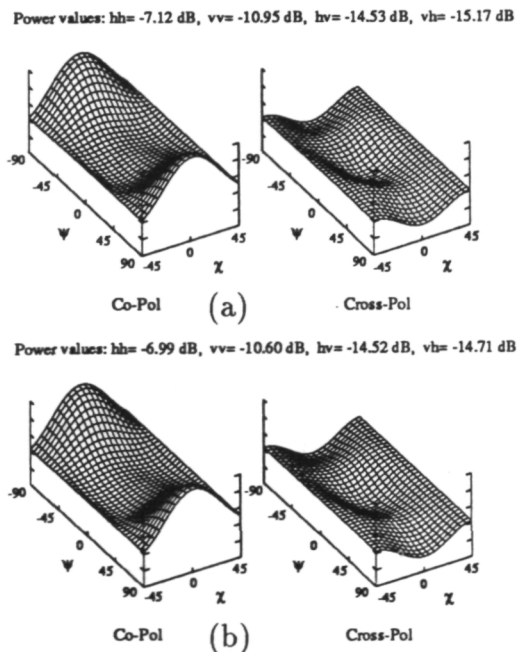 Power values: hh= -7.12 dB, vv= -10.95 dB, hv= -14.53 dB, vh= -15.17 dB
-90 -90
-45 -45
0 0
Ψ 45 45 Ψ 45 45
90 -45 0 χ 90 -45 0 χ
Co-Pol (a) Cross-Pol
Power values: hh= -6.99 dB, vv= -10.60 dB, hv= -14.52 dB, vh= -14.71 dB
-90 -90
-45 -45
0 0
Ψ 45 45 Ψ 45 45
90 -45 0 χ 90 -45 0 χ
Co-Pol (b) Cross-Pol